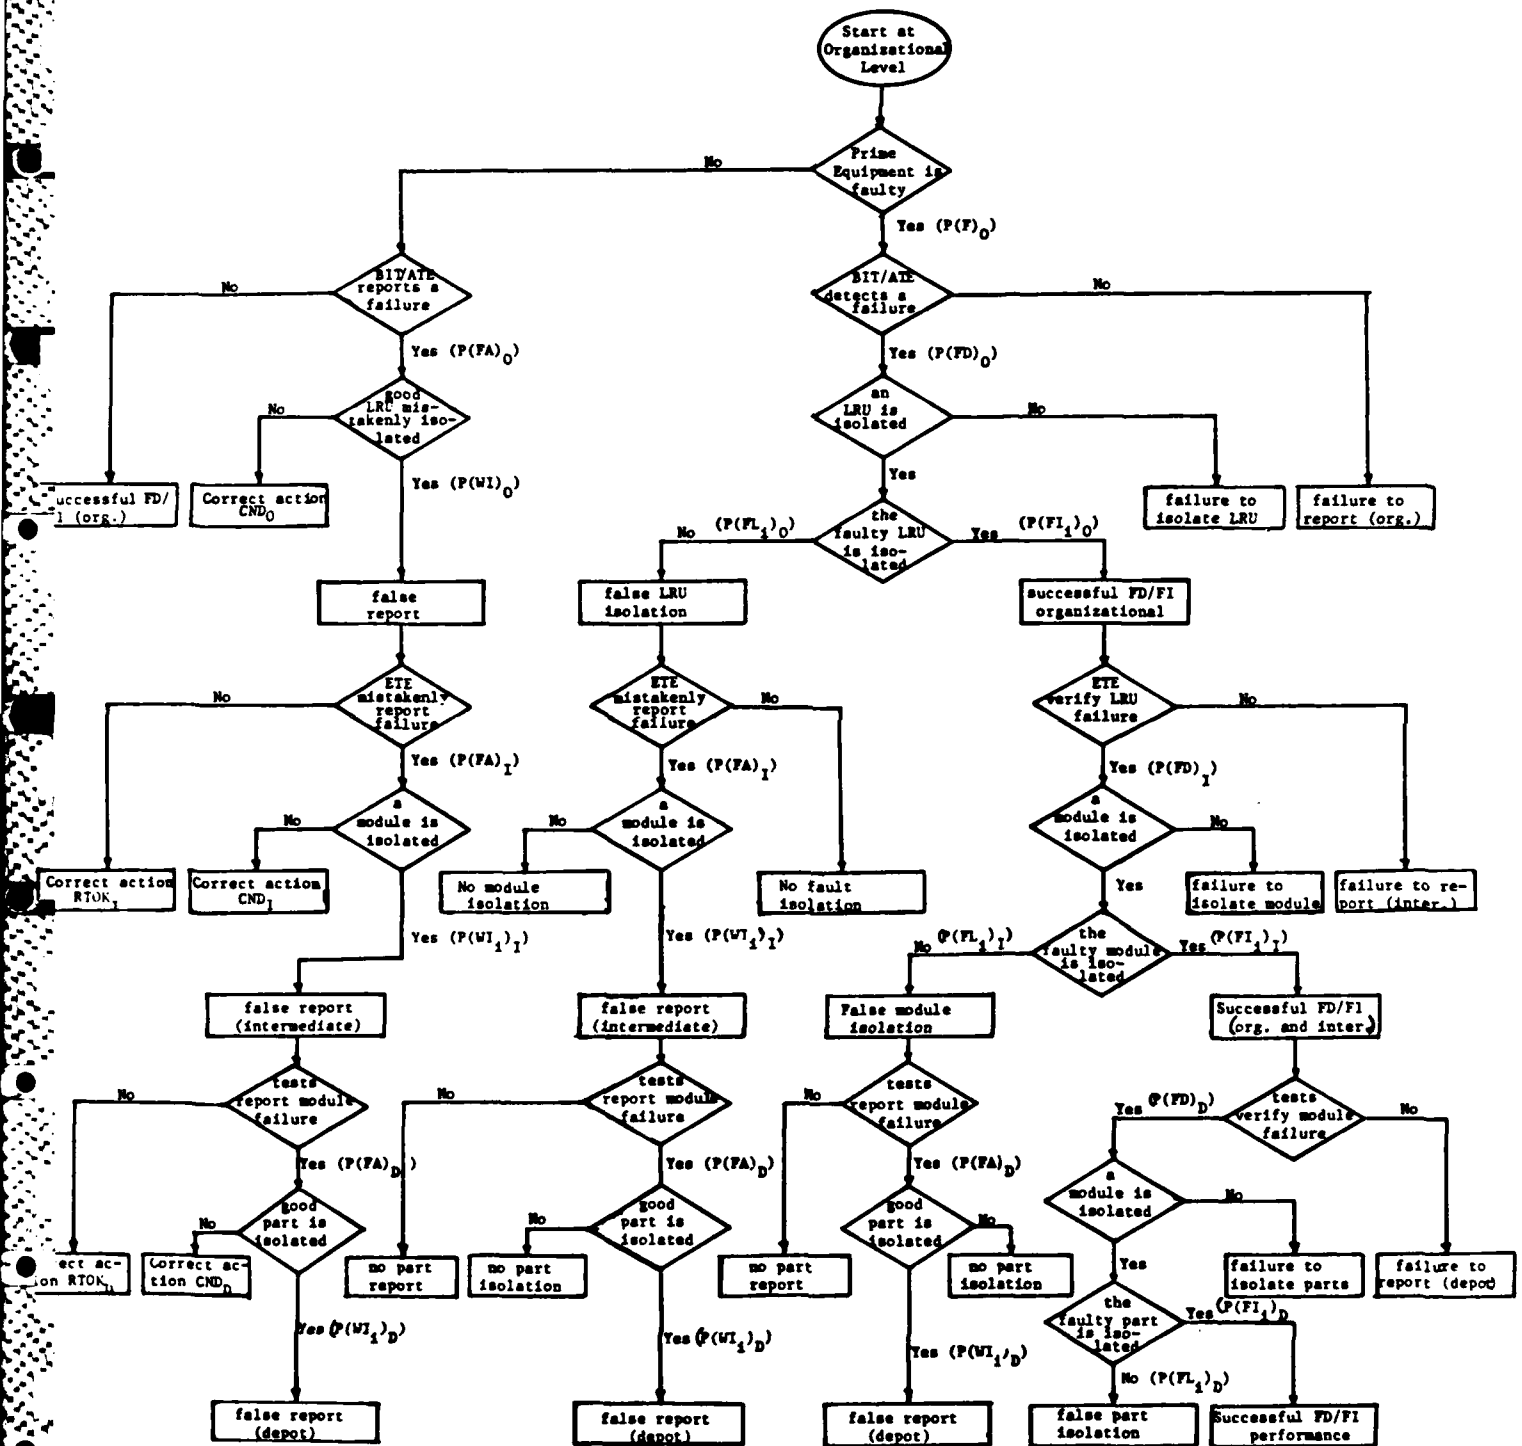 Start at
Organizational
Level
Prime
Equipment is
faulty
No
Yes (P(F)O)
BIT/ATE
reports a
failure
No
Yes (P(FA)O)
BIT/ATE
detects a
failure
No
Yes (P(FD)O)
good
LRU mis-
takenly iso-
lated
No
Yes (P(WI)O)
an
LRU is
isolated
No
Yes
uccessful FD/
I (org.)
Correct action
CNDO
failure to
isolate LRU
failure to
report (org.)
the
faulty LRU
is iso-
lated
No (P(FLi)O)
Yes (P(FIi)O)
false
report
false LRU
isolation
successful FD/FI
organizational
ETE
mistakenly
report
failure
No
Yes (P(FA)I)
ETE
mistakenly
report
failure
No
Yes (P(FA)I)
ETE
verify LRU
failure
No
Yes (P(FD)I)
a
module is
isolated
No
a
module is
isolated
No
a
module is
isolated
No
Yes
Correct action
RTOKI
Correct action
CNDI
No module
isolation
No fault
isolation
failure to
isolate module
failure to re-
port (inter.)
Yes (P(WIi)I)
Yes (P(WIi)I)
the
faulty module
is iso-
lated
No (P(FLi)I)
Yes (P(FIi)I)
false report
(intermediate)
false report
(intermediate)
False module
isolation
Successful FD/FI
(org. and inter.)
tests
report module
failure
No
Yes (P(FA)D)
tests
report module
failure
No
Yes (P(FA)D)
tests
report module
failure
No
Yes (P(FA)D)
tests
verify module
failure
Yes (P(FD)D)
No
good
part is
isolated
No
good
part is
isolated
No
good
part is
isolated
No
a
module is
isolated
No
Yes
rect ac-
on RTOKD
Correct ac-
tion CNDD
no part
report
no part
isolation
no part
report
no part
isolation
failure to
isolate parts
failure to
report (depot)
Yes (P(WIi)D)
Yes (P(WIi)D)
Yes (P(WIi)D)
the
faulty part
is iso-
lated
Yes (P(FIi)D)
No (P(FLi)D)
false report
(depot)
false report
(depot)
false report
(depot)
false part
isolation
Successful FD/FI
performance